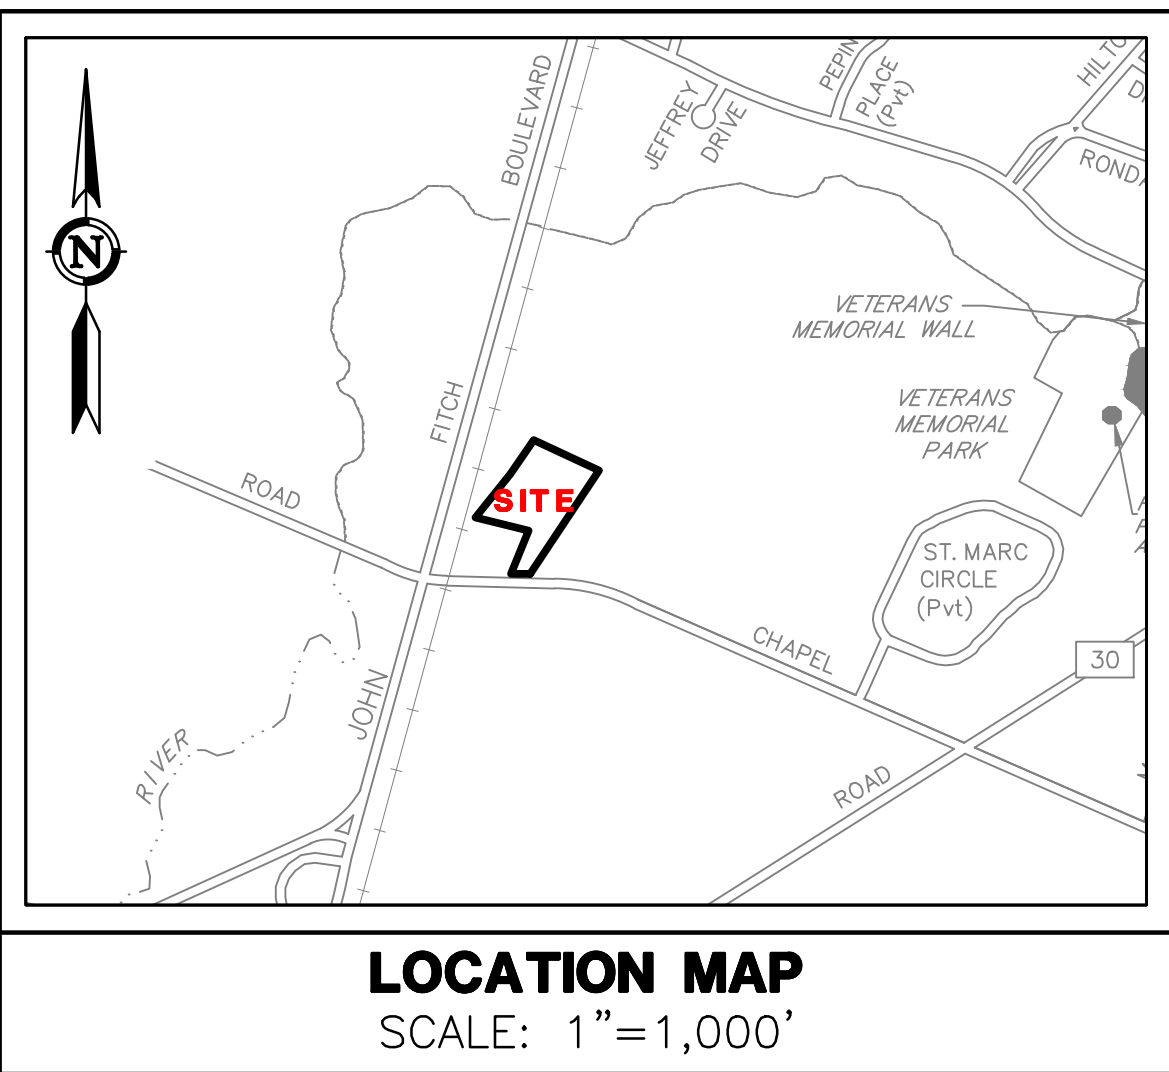 BOULEVARD
JEFFREY
DRIVE
PEPIN
PLACE
(Pvt)
N
VETERANS
MEMORIAL WALL
VETERANS
MEMORIAL
PARK
FITCH
ROAD
SITE
ST. MARC
CIRCLE
(Pvt)
CHAPEL
30
JOHN
RIVER
ROAD
LOCATION MAP
SCALE: 1"=1,000'